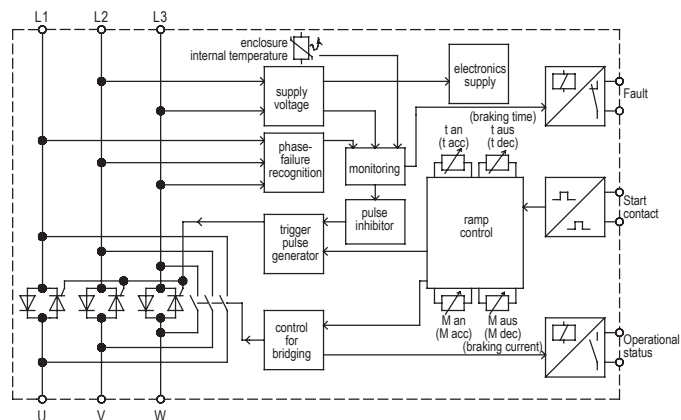 L1
L2
L3
enclosure
internal temperature
supply
voltage
electronics
supply
Fault
phase-
failure
recognition
monitoring
(braking time)
t an
(t acc)
t aus
(t dec)
pulse
inhibitor
ramp
control
Start
contact
trigger
pulse
generator
M an
(M acc)
M aus
(M dec)
(braking current)
control
for
bridging
Operational
status
U
V
W